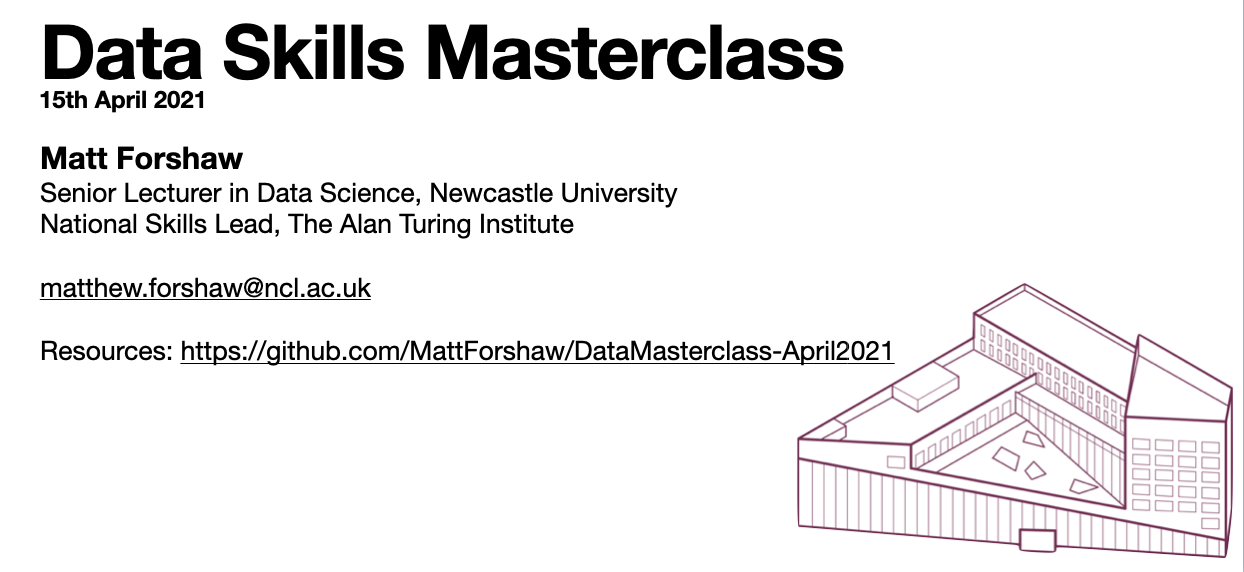 Data Skills Masterclass
15th April 2021
Matt Forshaw
Senior Lecturer in Data Science, Newcastle University
National Skills Lead, The Alan Turing Institute
matthew.forshaw@ncl.ac.uk
Resources: https://github.com/MattForshaw/DataMasterclass-April2021